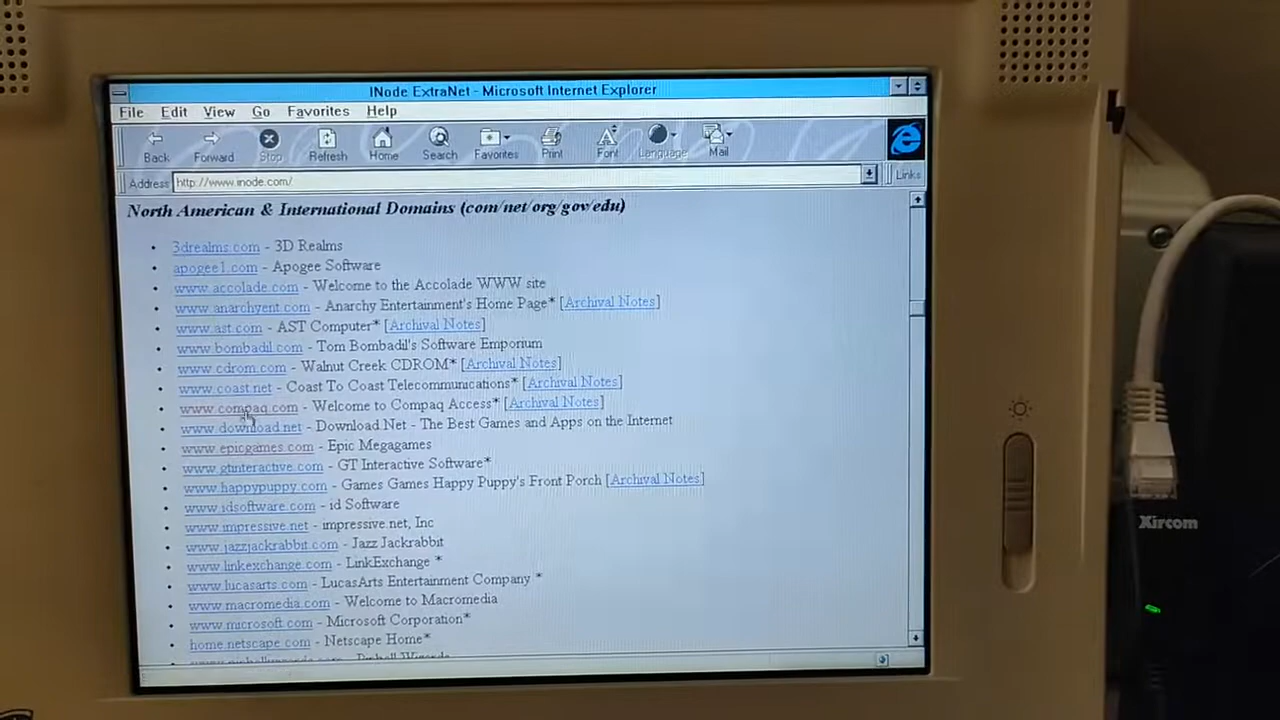 INode ExtraNet - Microsoft Internet Explorer
File Edit View Go Favorites Help
Back Forward Stop Refresh Home Search Favorites Print Font Language Mail
Address http://www.inode.com/ Links
North American & International Domains (com/net/org/gov/edu)
• 3drealms.com - 3D Realms
• apogee1.com - Apogee Software
• www.accolade.com - Welcome to the Accolade WWW site
• www.anarchyent.com - Anarchy Entertainment's Home Page* [Archival Notes]
• www.ast.com - AST Computer* [Archival Notes]
• www.bombadil.com - Tom Bombadil's Software Emporium
• www.cdrom.com - Walnut Creek CDROM* [Archival Notes]
• www.coast.net - Coast To Coast Telecommunications* [Archival Notes]
• www.compaq.com - Welcome to Compaq Access* [Archival Notes]
• www.download.net - Download Net - The Best Games and Apps on the Internet
• www.epicgames.com - Epic Megagames
• www.gtinteractive.com - GT Interactive Software*
• www.happypuppy.com - Games Games Happy Puppy's Front Porch [Archival Notes]
• www.idsoftware.com - id Software
• www.impressive.net - impressive.net, Inc
• www.jazzjackrabbit.com - Jazz Jackrabbit
• www.linkexchange.com - LinkExchange *
• www.lucasarts.com - LucasArts Entertainment Company *
• www.macromedia.com - Welcome to Macromedia
• www.microsoft.com - Microsoft Corporation*
• home.netscape.com - Netscape Home*
Xircom